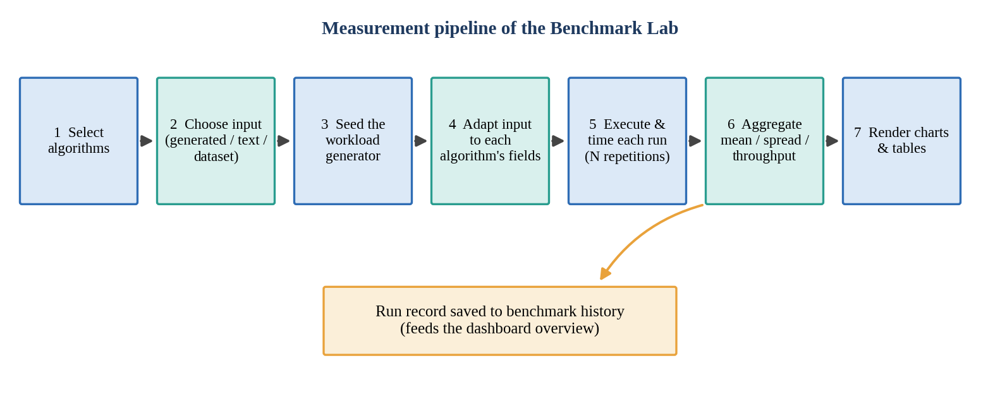 Measurement pipeline of the Benchmark Lab
1 Select
algorithms
2 Choose input
(generated / text /
dataset)
3 Seed the
workload
generator
4 Adapt input
to each
algorithm's fields
5 Execute &
time each run
(N repetitions)
6 Aggregate
mean / spread /
throughput
7 Render charts
& tables
Run record saved to benchmark history
(feeds the dashboard overview)